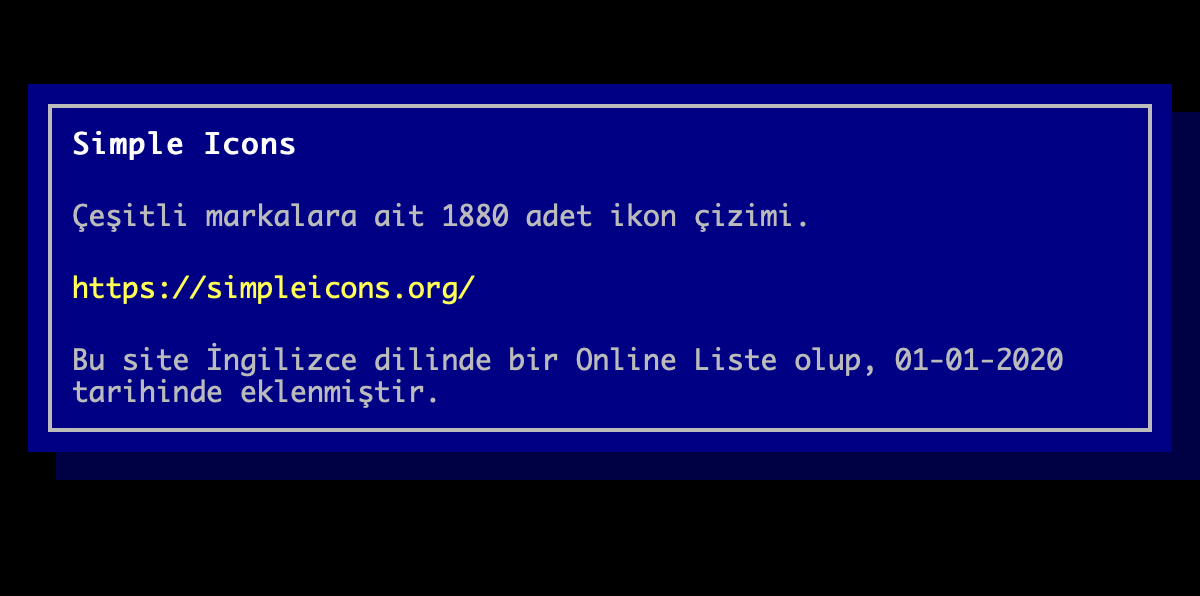 Simple Icons
Çeşitli markalara ait 1880 adet ikon çizimi.
https://simpleicons.org/
Bu site İngilizce dilinde bir Online Liste olup, 01-01-2020
tarihinde eklenmiştir.